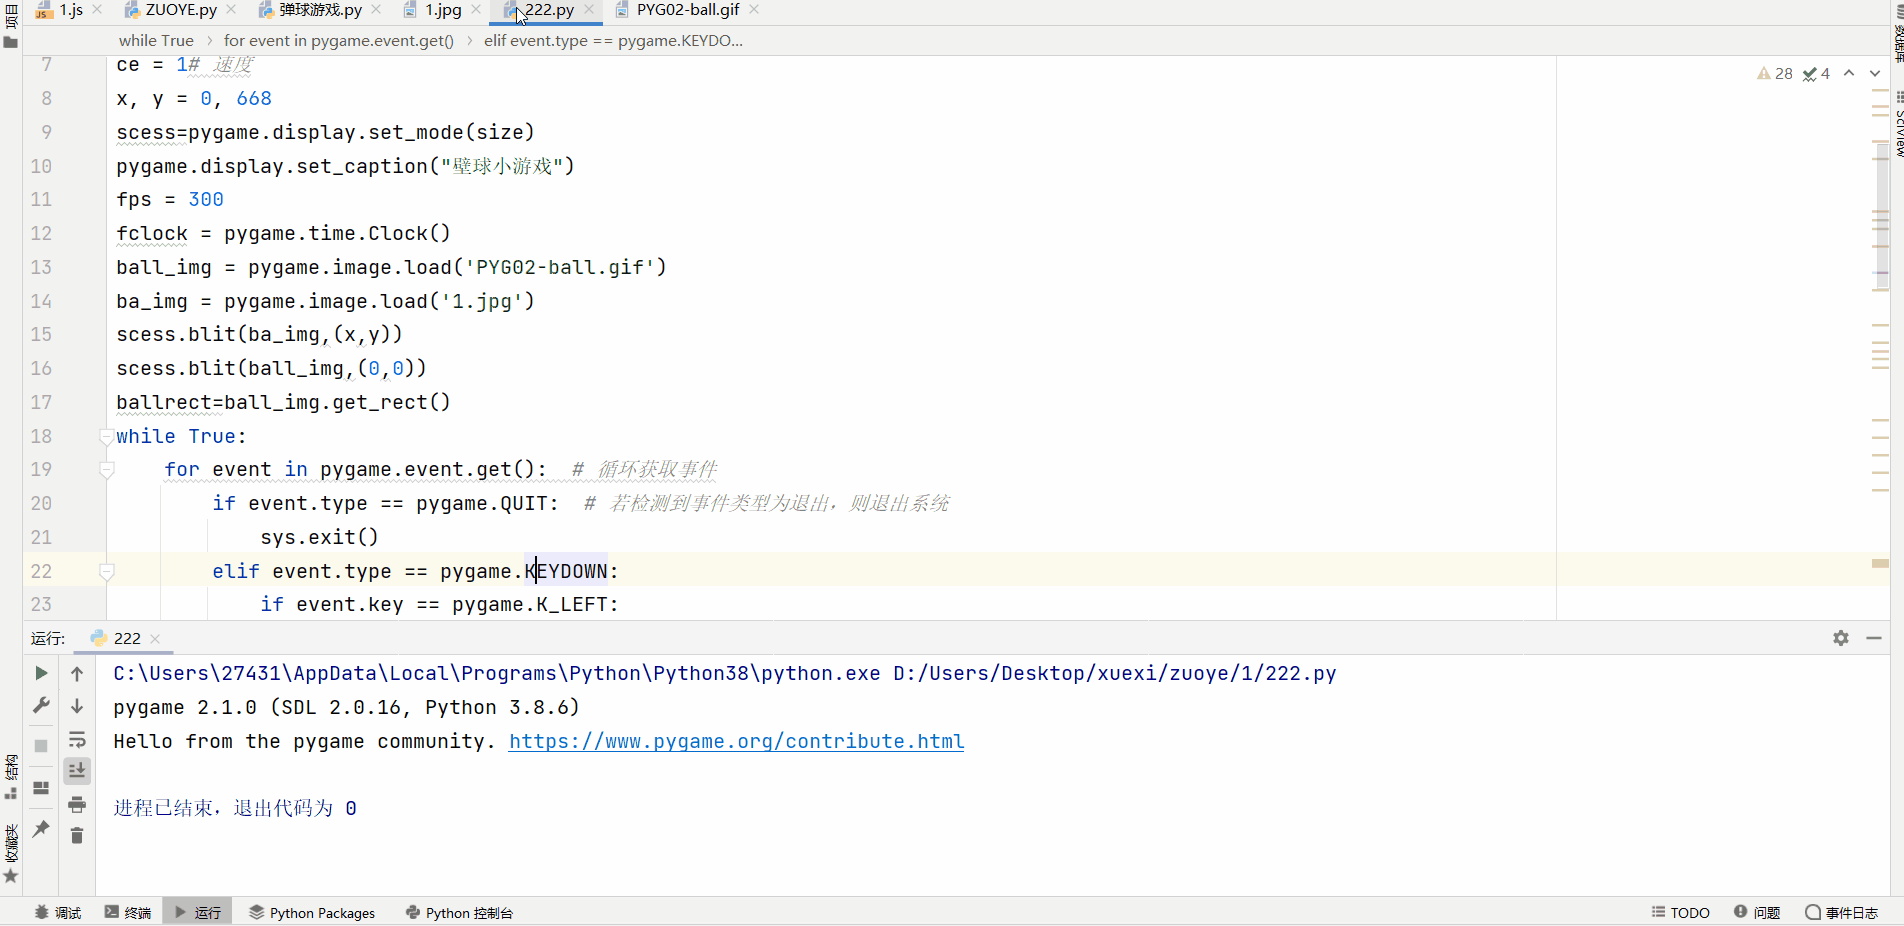 项目
1.js
ZUOYE.py
弹球游戏.py
1.jpg
222.py
PYG02-ball.gif
while True
for event in pygame.event.get()
elif event.type == pygame.KEYDO...
28
4
7 ce = 1# 速度
8 x, y = 0, 668
9 scess=pygame.display.set_mode(size)
10 pygame.display.set_caption("壁球小游戏")
11 fps = 300
12 fclock = pygame.time.Clock()
13 ball_img = pygame.image.load('PYG02-ball.gif')
14 ba_img = pygame.image.load('1.jpg')
15 scess.blit(ba_img,(x,y))
16 scess.blit(ball_img,(0,0))
17 ballrect=ball_img.get_rect()
18 while True:
19 for event in pygame.event.get(): # 循环获取事件
20 if event.type == pygame.QUIT: # 若检测到事件类型为退出，则退出系统
21 sys.exit()
22 elif event.type == pygame.KEYDOWN:
23 if event.key == pygame.K_LEFT:
数据库
SciView
运行:
222
C:\Users\27431\AppData\Local\Programs\Python\Python38\python.exe D:/Users/Desktop/xuexi/zuoye/1/222.py
pygame 2.1.0 (SDL 2.0.16, Python 3.8.6)
Hello from the pygame community. https://www.pygame.org/contribute.html
进程已结束，退出代码为 0
结构
收藏夹
调试
终端
运行
Python Packages
Python 控制台
TODO
问题
事件日志